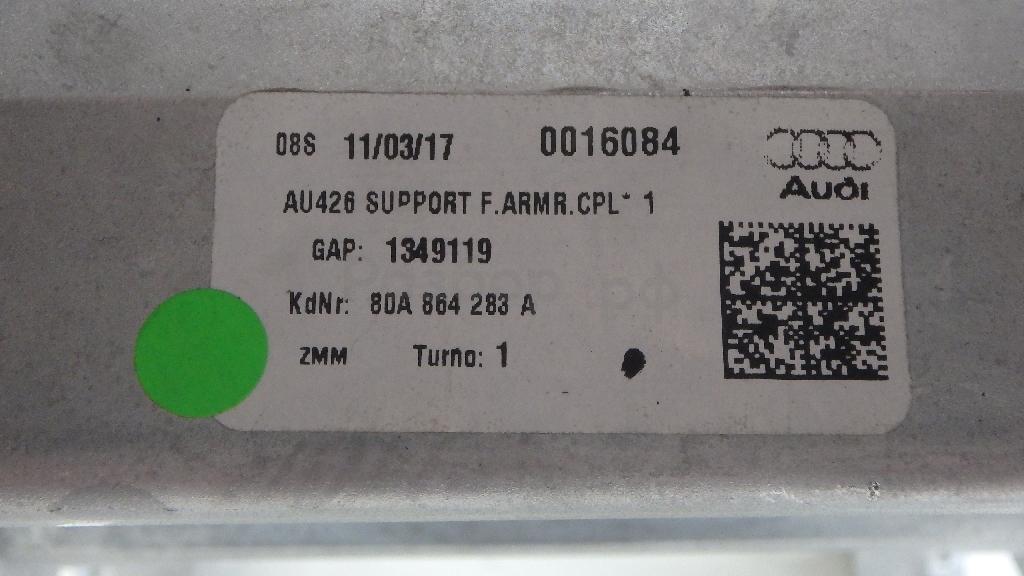 08S 11/03/17 0016084
Audi
AU426 SUPPORT F.ARMR.CPL* 1
GAP: 1349119
KdNr: 80A 864 283 A
ZMM Turno: 1